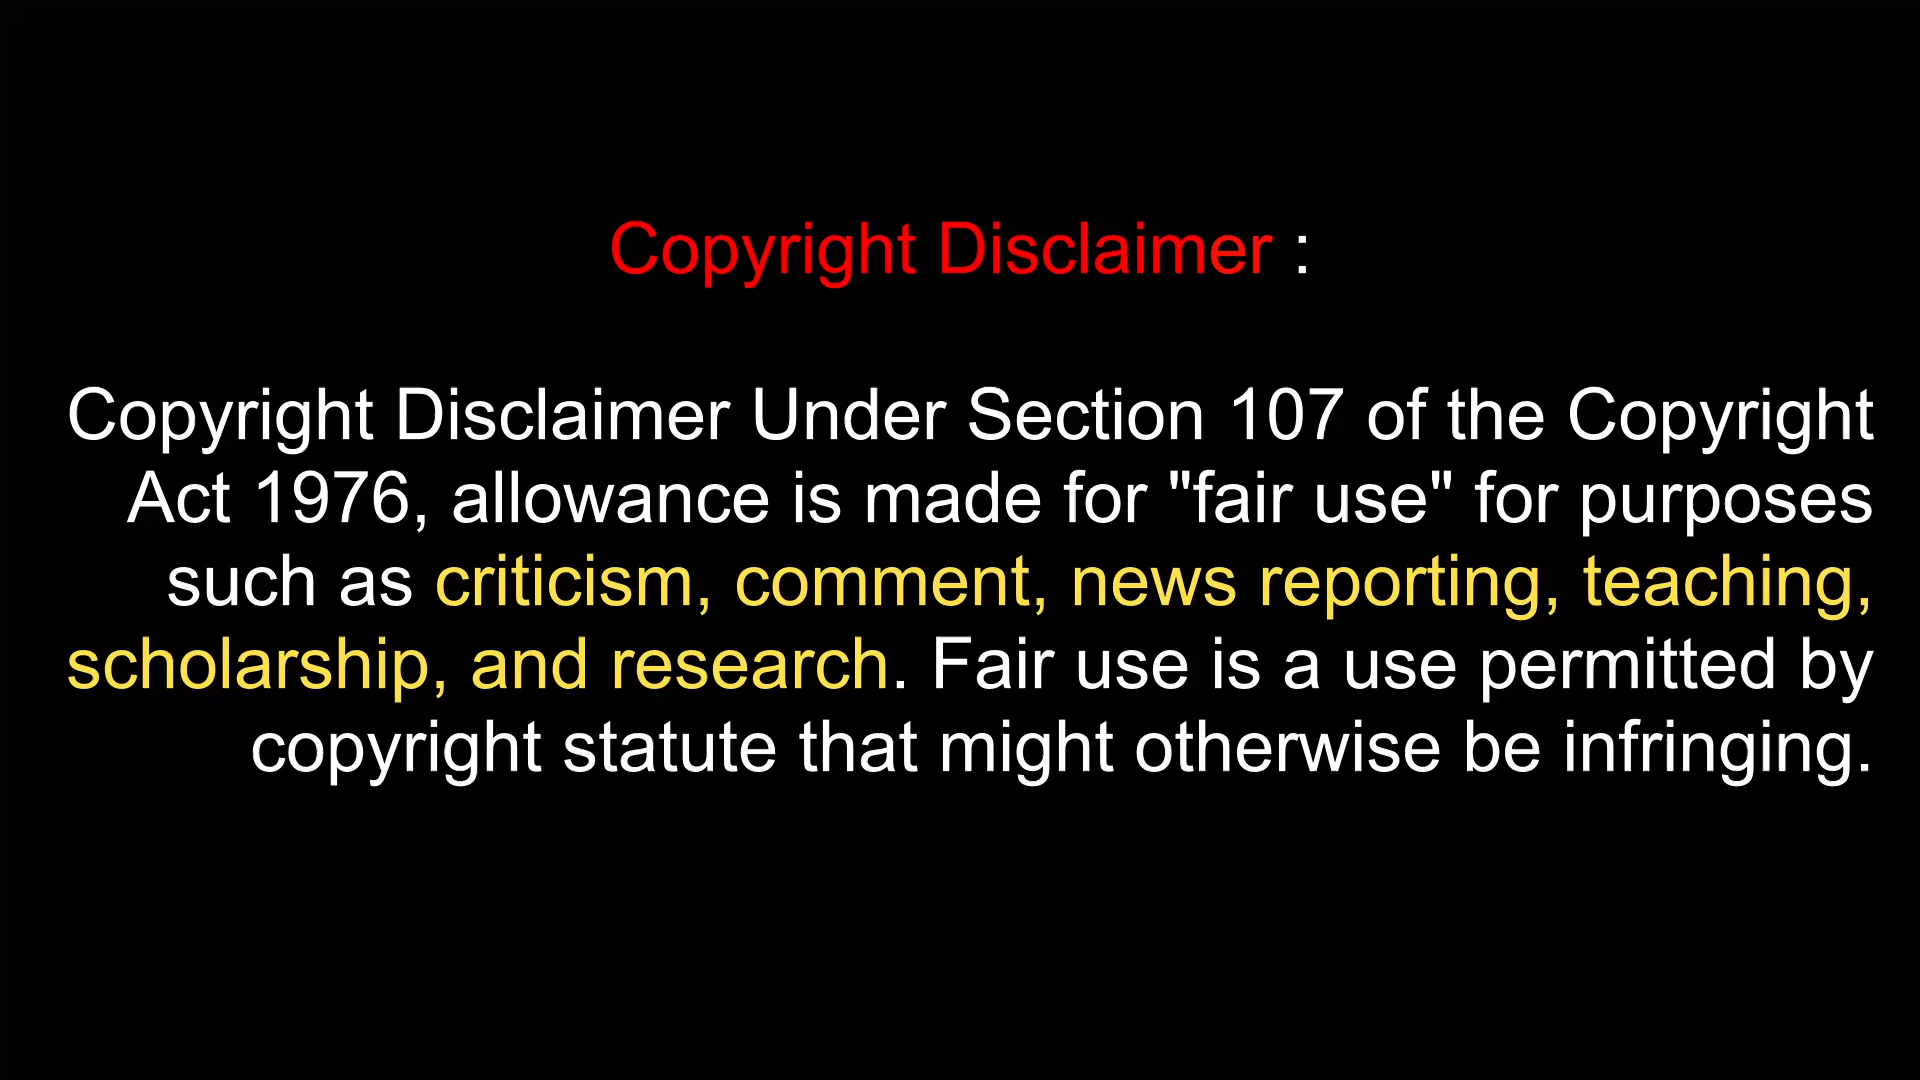 Copyright Disclaimer :
Copyright Disclaimer Under Section 107 of the Copyright
Act 1976, allowance is made for "fair use" for purposes
such as criticism, comment, news reporting, teaching,
scholarship, and research. Fair use is a use permitted by
copyright statute that might otherwise be infringing.